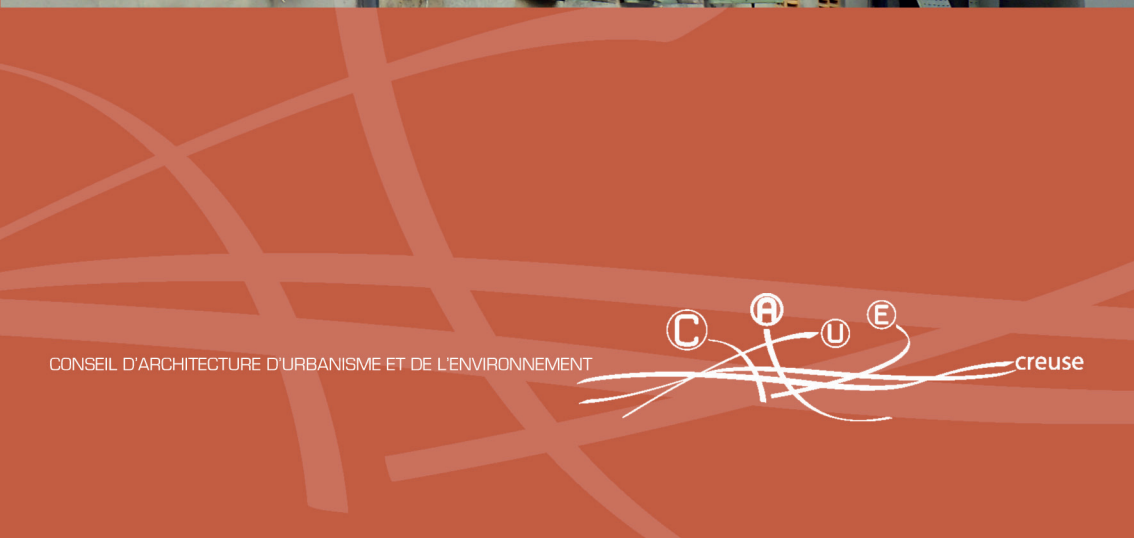 C A U E
CONSEIL D'ARCHITECTURE D'URBANISME ET DE L'ENVIRONNEMENT
creuse